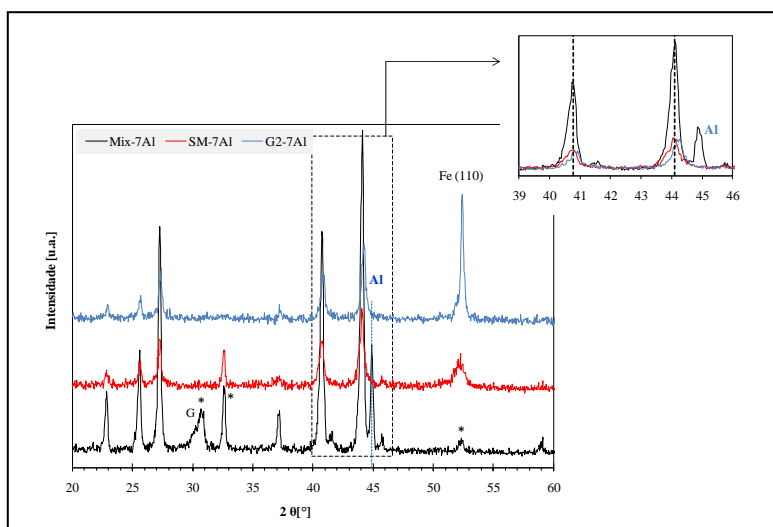 Al
39 40 41 42 43 44 45 46
Mix-7Al SM-7Al G2-7Al
Fe (110)
Al
Intensidade [u.a.]
G * * *
20 25 30 35 40 45 50 55 60
2 θ[°]